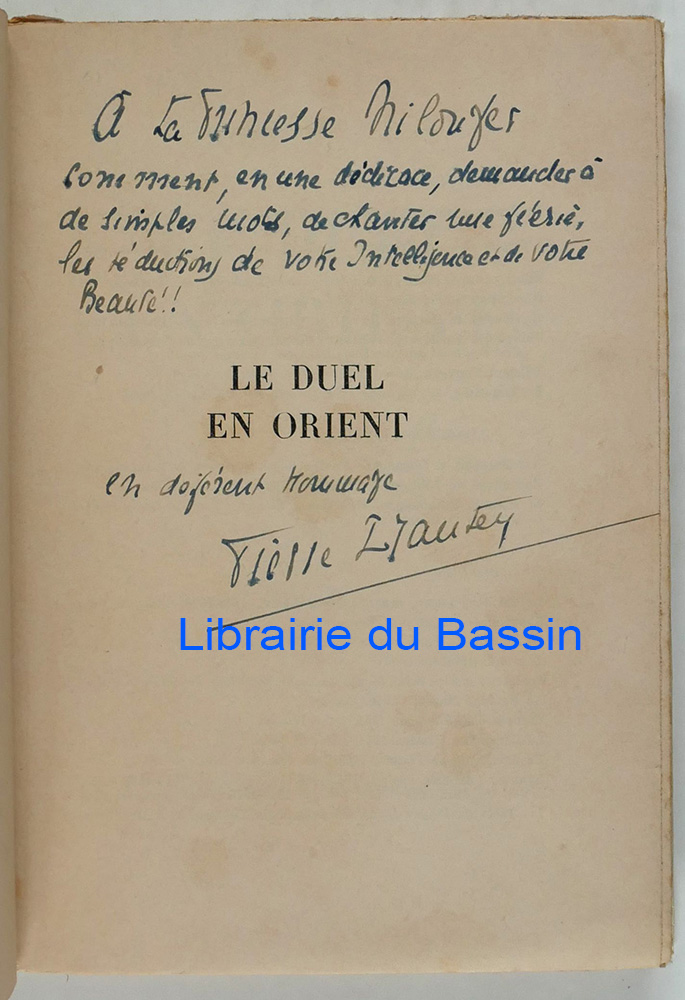 À La Princesse Niloufer
Comment, en une dédicace, demander à
de simples mots, de chanter une féerie,
les séductions de votre Intelligence et de votre
Beauté!!
LE DUEL
EN ORIENT
en déférent Hommage
Pierre
Librairie du Bassin